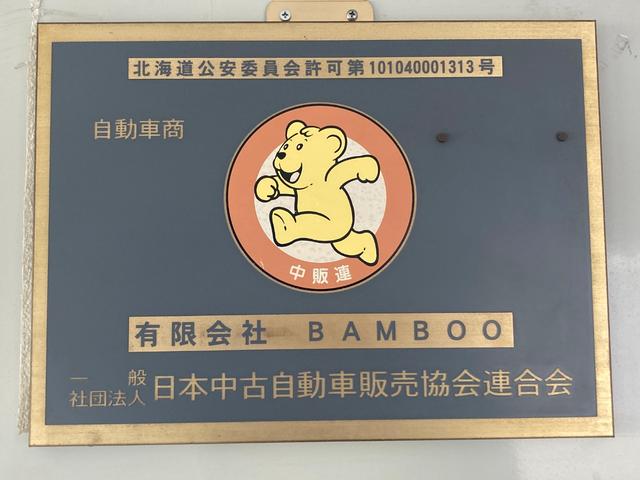 北海道公安委員会許可第101040001313号
自動車商
中販連
有限会社 BAMBOO
一般社団法人日本中古自動車販売協会連合会